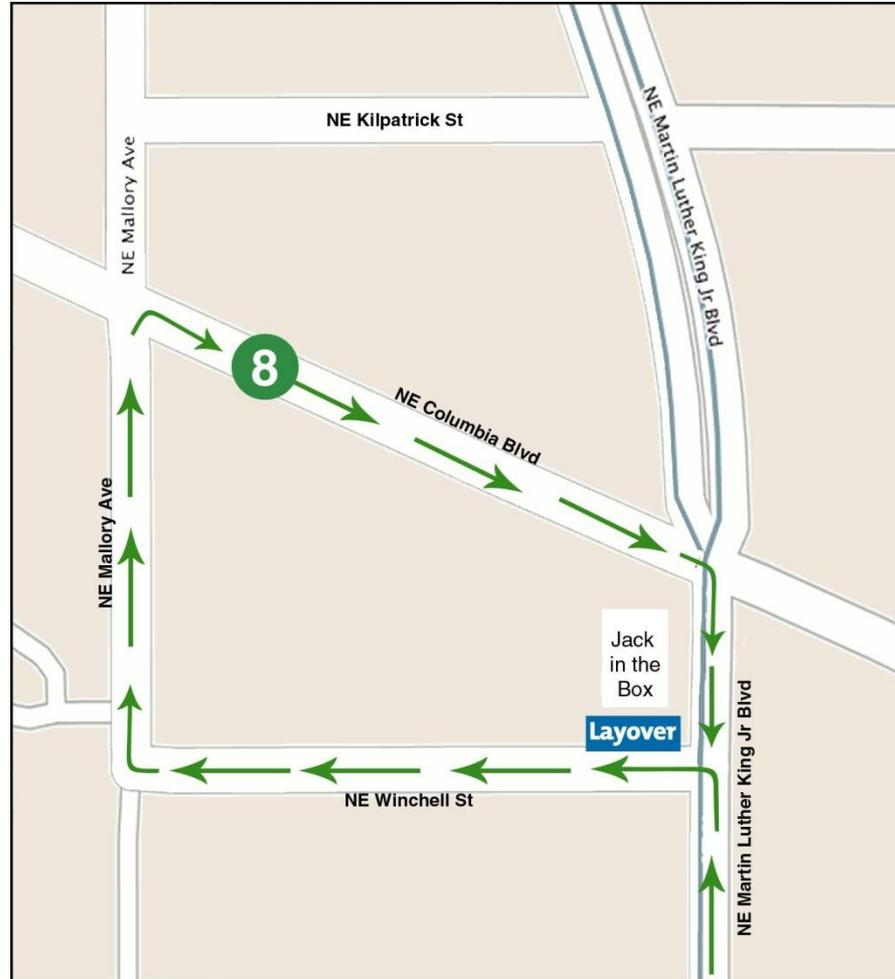 NE Kilpatrick St
NE Martin Luther King Jr Blvd
NE Mallory Ave
8
NE Columbia Blvd
NE Mallory Ave
Jack
in the
Box
Layover
NE Martin Luther King Jr Blvd
NE Winchell St